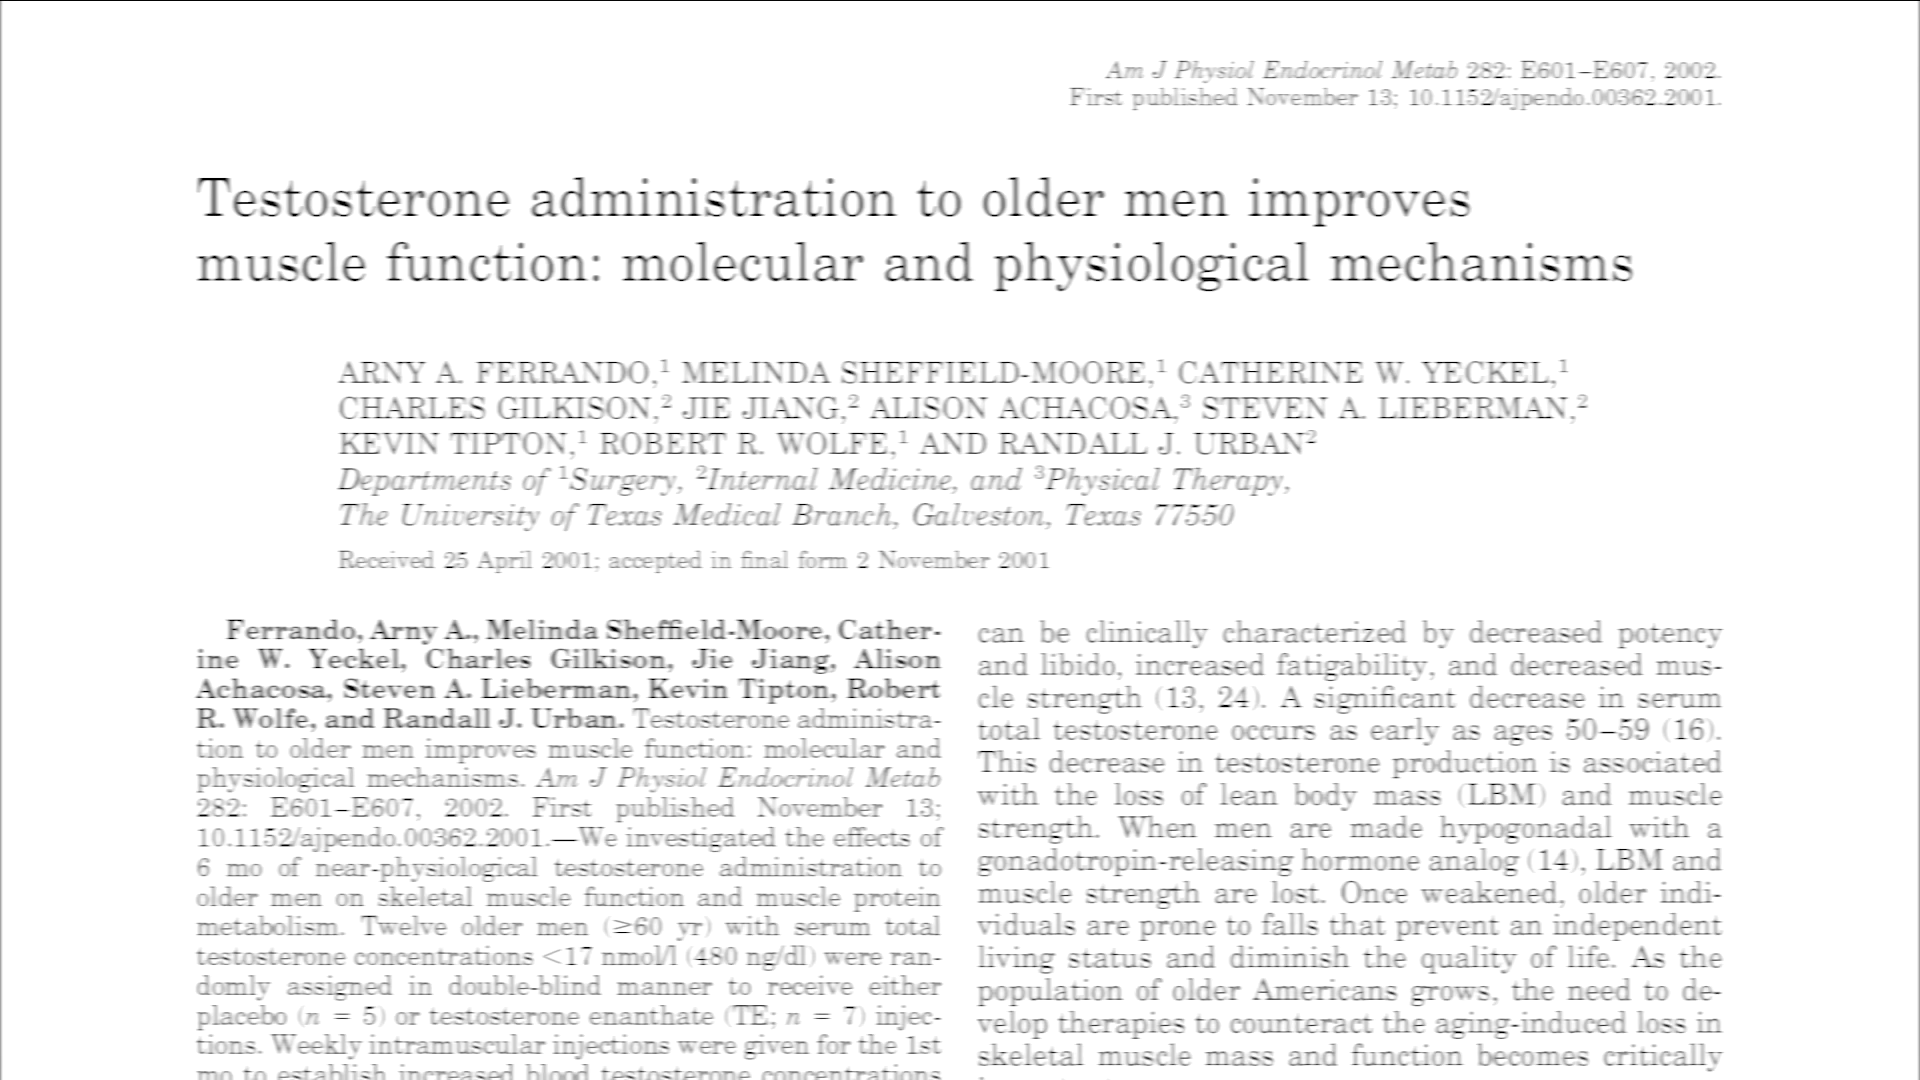 Am J Physiol Endocrinol Metab 282: E601–E607, 2002.
First published November 13; 10.1152/ajpendo.00362.2001.
Testosterone administration to older men improves
muscle function: molecular and physiological mechanisms
ARNY A. FERRANDO,¹ MELINDA SHEFFIELD-MOORE,¹ CATHERINE W. YECKEL,¹
CHARLES GILKISON,² JIE JIANG,² ALISON ACHACOSA,³ STEVEN A. LIEBERMAN,²
KEVIN TIPTON,¹ ROBERT R. WOLFE,¹ AND RANDALL J. URBAN²
Departments of ¹Surgery, ²Internal Medicine, and ³Physical Therapy,
The University of Texas Medical Branch, Galveston, Texas 77550
Received 25 April 2001; accepted in final form 2 November 2001
Ferrando, Arny A., Melinda Sheffield-Moore, Cather-
ine W. Yeckel, Charles Gilkison, Jie Jiang, Alison
Achacosa, Steven A. Lieberman, Kevin Tipton, Robert
R. Wolfe, and Randall J. Urban. Testosterone administra-
tion to older men improves muscle function: molecular and
physiological mechanisms. Am J Physiol Endocrinol Metab
282: E601–E607, 2002. First published November 13;
10.1152/ajpendo.00362.2001.—We investigated the effects of
6 mo of near-physiological testosterone administration to
older men on skeletal muscle function and muscle protein
metabolism. Twelve older men (≥60 yr) with serum total
testosterone concentrations <17 nmol/l (480 ng/dl) were ran-
domly assigned in double-blind manner to receive either
placebo (n = 5) or testosterone enanthate (TE; n = 7) injec-
tions. Weekly intramuscular injections were given for the 1st
mo to establish increased blood testosterone concentrations
can be clinically characterized by decreased potency
and libido, increased fatigability, and decreased mus-
cle strength (13, 24). A significant decrease in serum
total testosterone occurs as early as ages 50–59 (16).
This decrease in testosterone production is associated
with the loss of lean body mass (LBM) and muscle
strength. When men are made hypogonadal with a
gonadotropin-releasing hormone analog (14), LBM and
muscle strength are lost. Once weakened, older indi-
viduals are prone to falls that prevent an independent
living status and diminish the quality of life. As the
population of older Americans grows, the need to de-
velop therapies to counteract the aging-induced loss in
skeletal muscle mass and function becomes critically